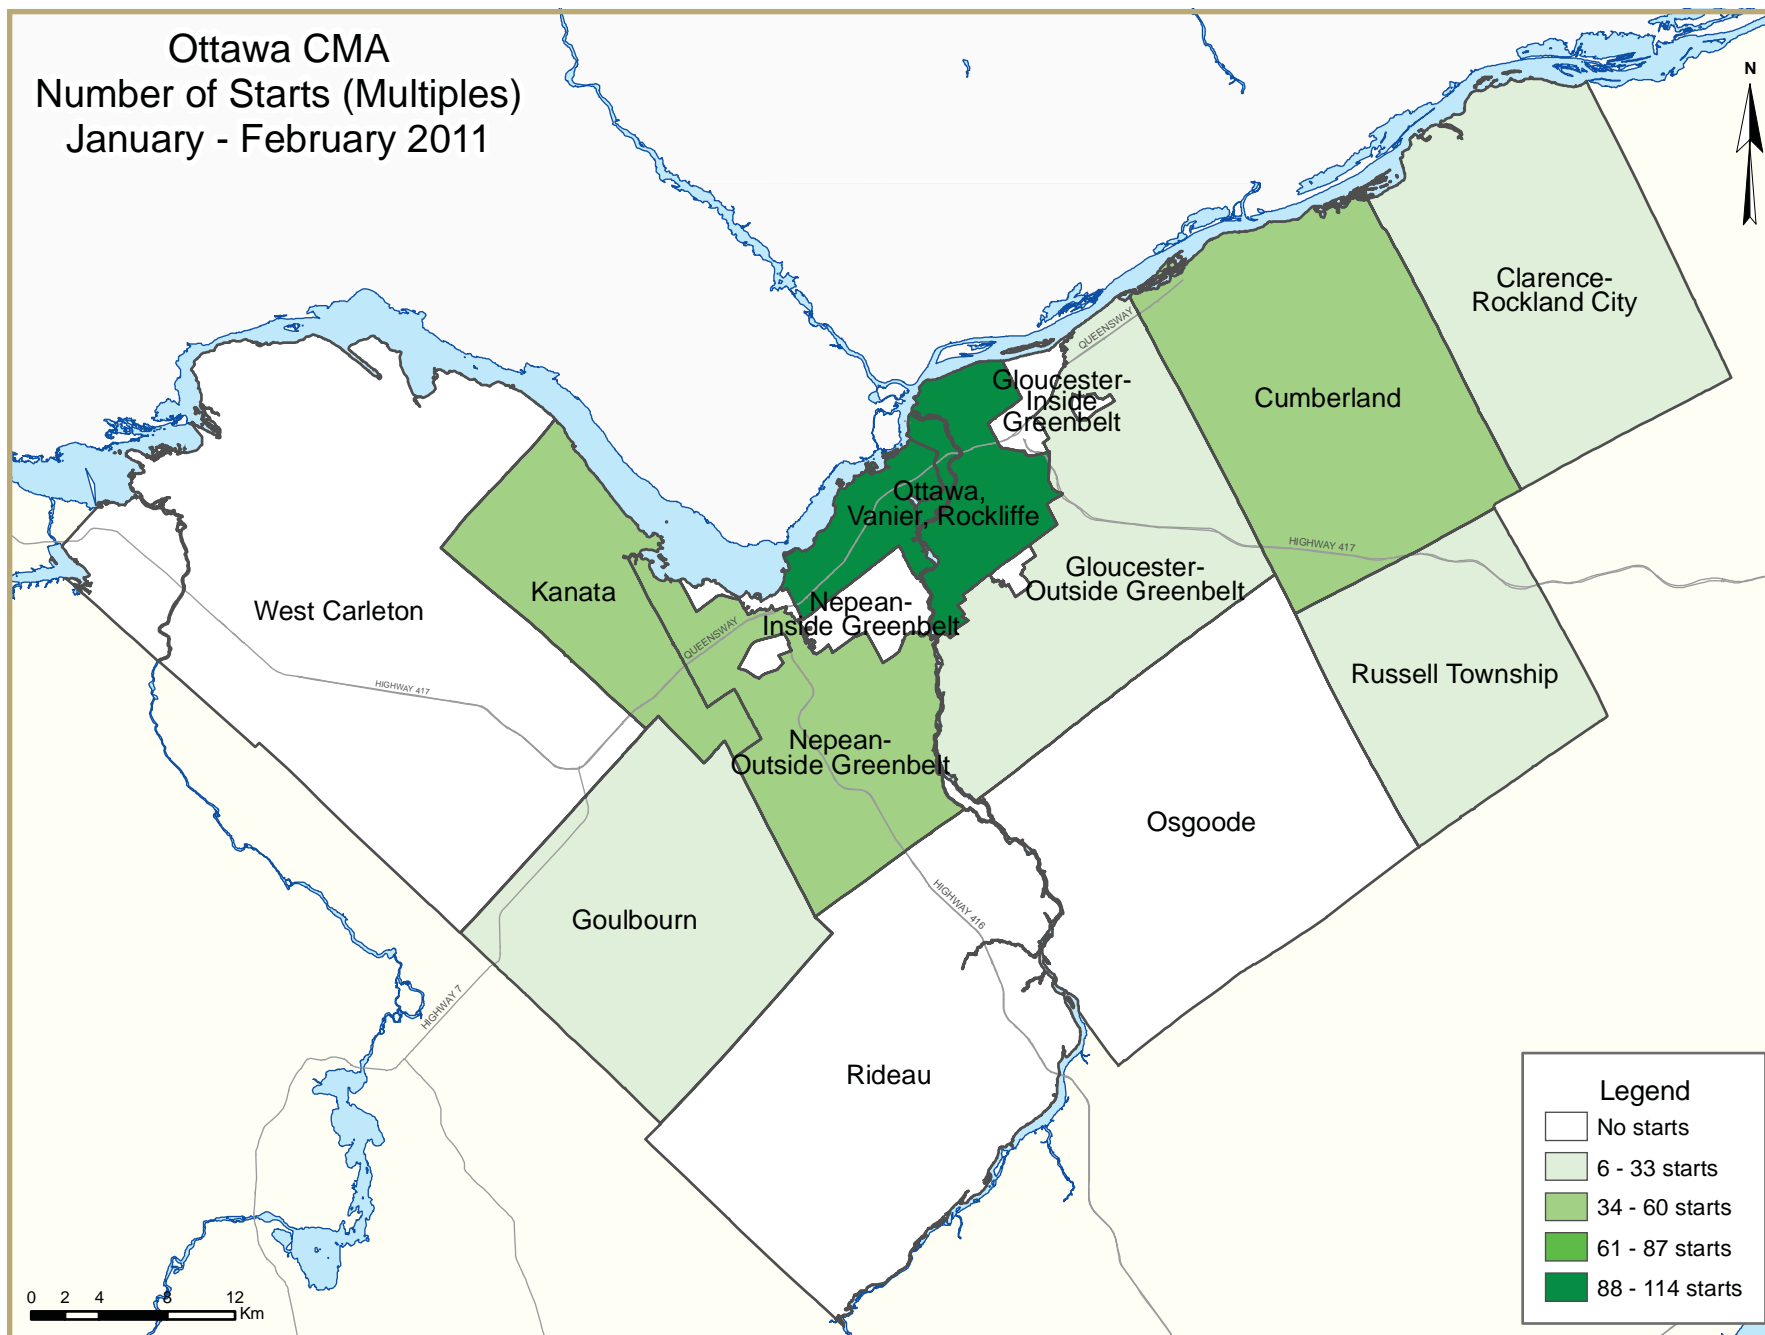 Ottawa CMA
Number of Starts (Multiples)
January - February 2011
N
Clarence-
Rockland City
QUEENSWAY
Gloucester-
Inside
Greenbelt
Cumberland
Ottawa,
Vanier, Rockliffe
HIGHWAY 417
Gloucester-
Outside Greenbelt
Kanata
West Carleton
Nepean-
Inside Greenbelt
QUEENSWAY
Russell Township
HIGHWAY 417
Nepean-
Outside Greenbelt
Osgoode
HIGHWAY 416
Goulbourn
HIGHWAY 7
Rideau
Legend
No starts
6 - 33 starts
34 - 60 starts
61 - 87 starts
88 - 114 starts
0 2 4 8 12
Km